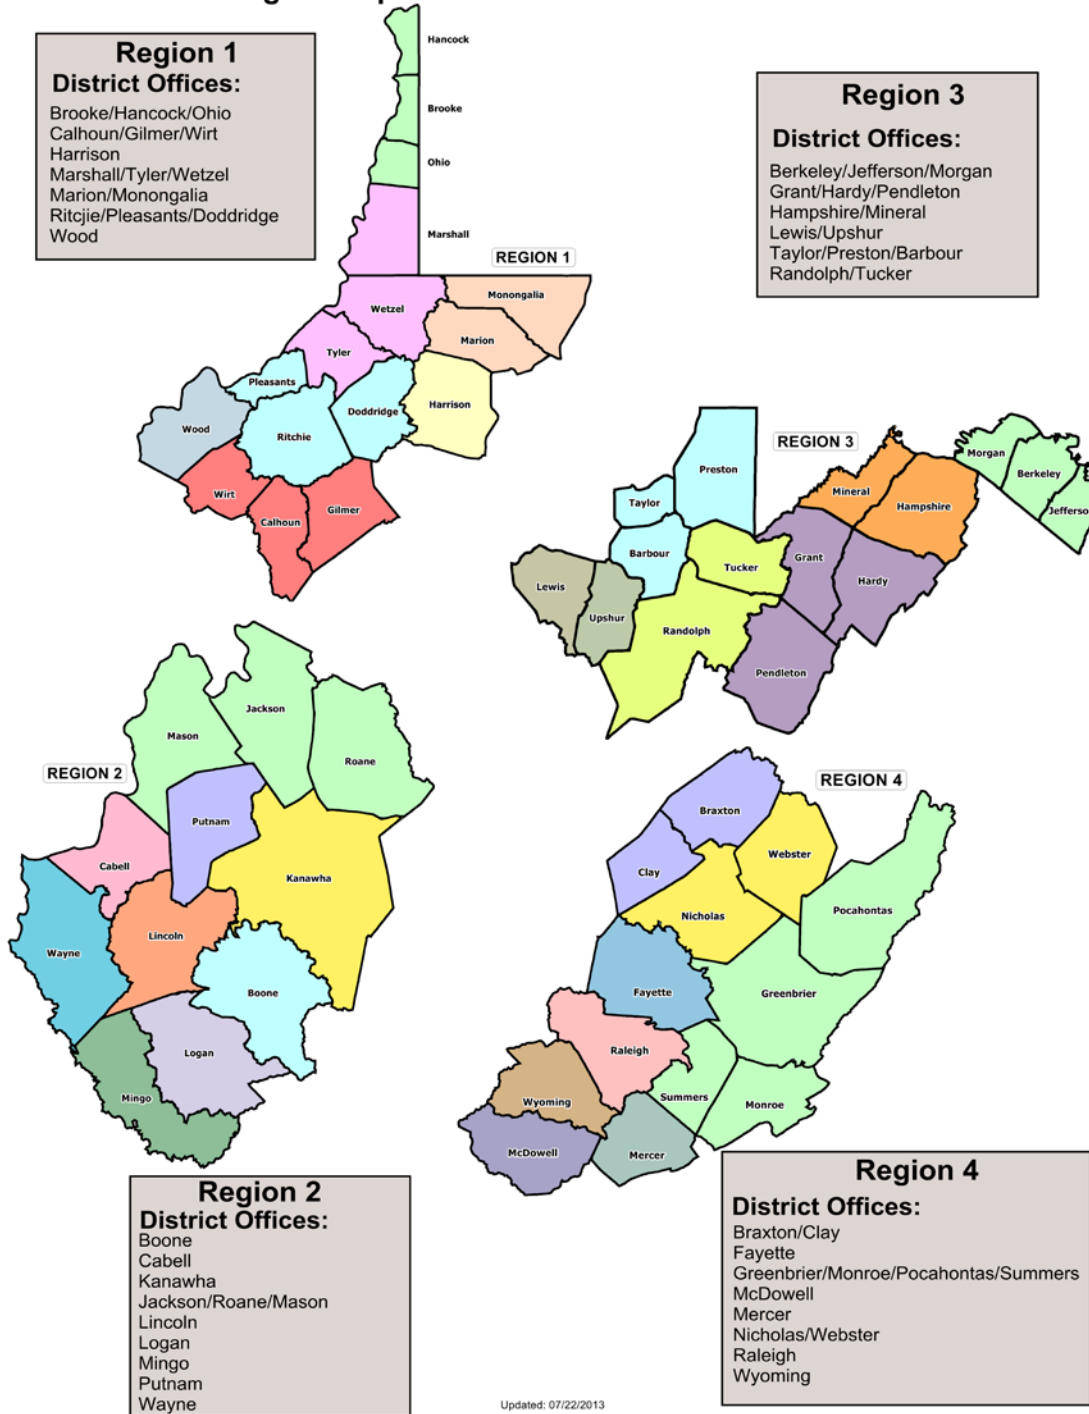 Region 1
District Offices:
Brooke/Hancock/Ohio
Calhoun/Gilmer/Wirt
Harrison
Marshall/Tyler/Wetzel
Marion/Monongalia
Ritcjie/Pleasants/Doddridge
Wood
Hancock
Brooke
Ohio
Marshall
REGION 1
Wetzel
Monongalia
Marion
Tyler
Pleasants
Doddridge
Harrison
Wood
Ritchie
Wirt
Calhoun
Gilmer
Region 3
District Offices:
Berkeley/Jefferson/Morgan
Grant/Hardy/Pendleton
Hampshire/Mineral
Lewis/Upshur
Taylor/Preston/Barbour
Randolph/Tucker
REGION 3
Preston
Taylor
Barbour
Tucker
Mineral
Hampshire
Morgan
Berkeley
Jefferso
Grant
Hardy
Lewis
Upshur
Randolph
Pendleton
REGION 2
Mason
Jackson
Roane
Putnam
Cabell
Kanawha
Lincoln
Wayne
Boone
Logan
Mingo
REGION 4
Braxton
Webster
Clay
Nicholas
Pocahontas
Fayette
Greenbrier
Raleigh
Summers
Monroe
Wyoming
McDowell
Mercer
Region 2
District Offices:
Boone
Cabell
Kanawha
Jackson/Roane/Mason
Lincoln
Logan
Mingo
Putnam
Wayne
Region 4
District Offices:
Braxton/Clay
Fayette
Greenbrier/Monroe/Pocahontas/Summers
McDowell
Mercer
Nicholas/Webster
Raleigh
Wyoming
Updated: 07/22/2013